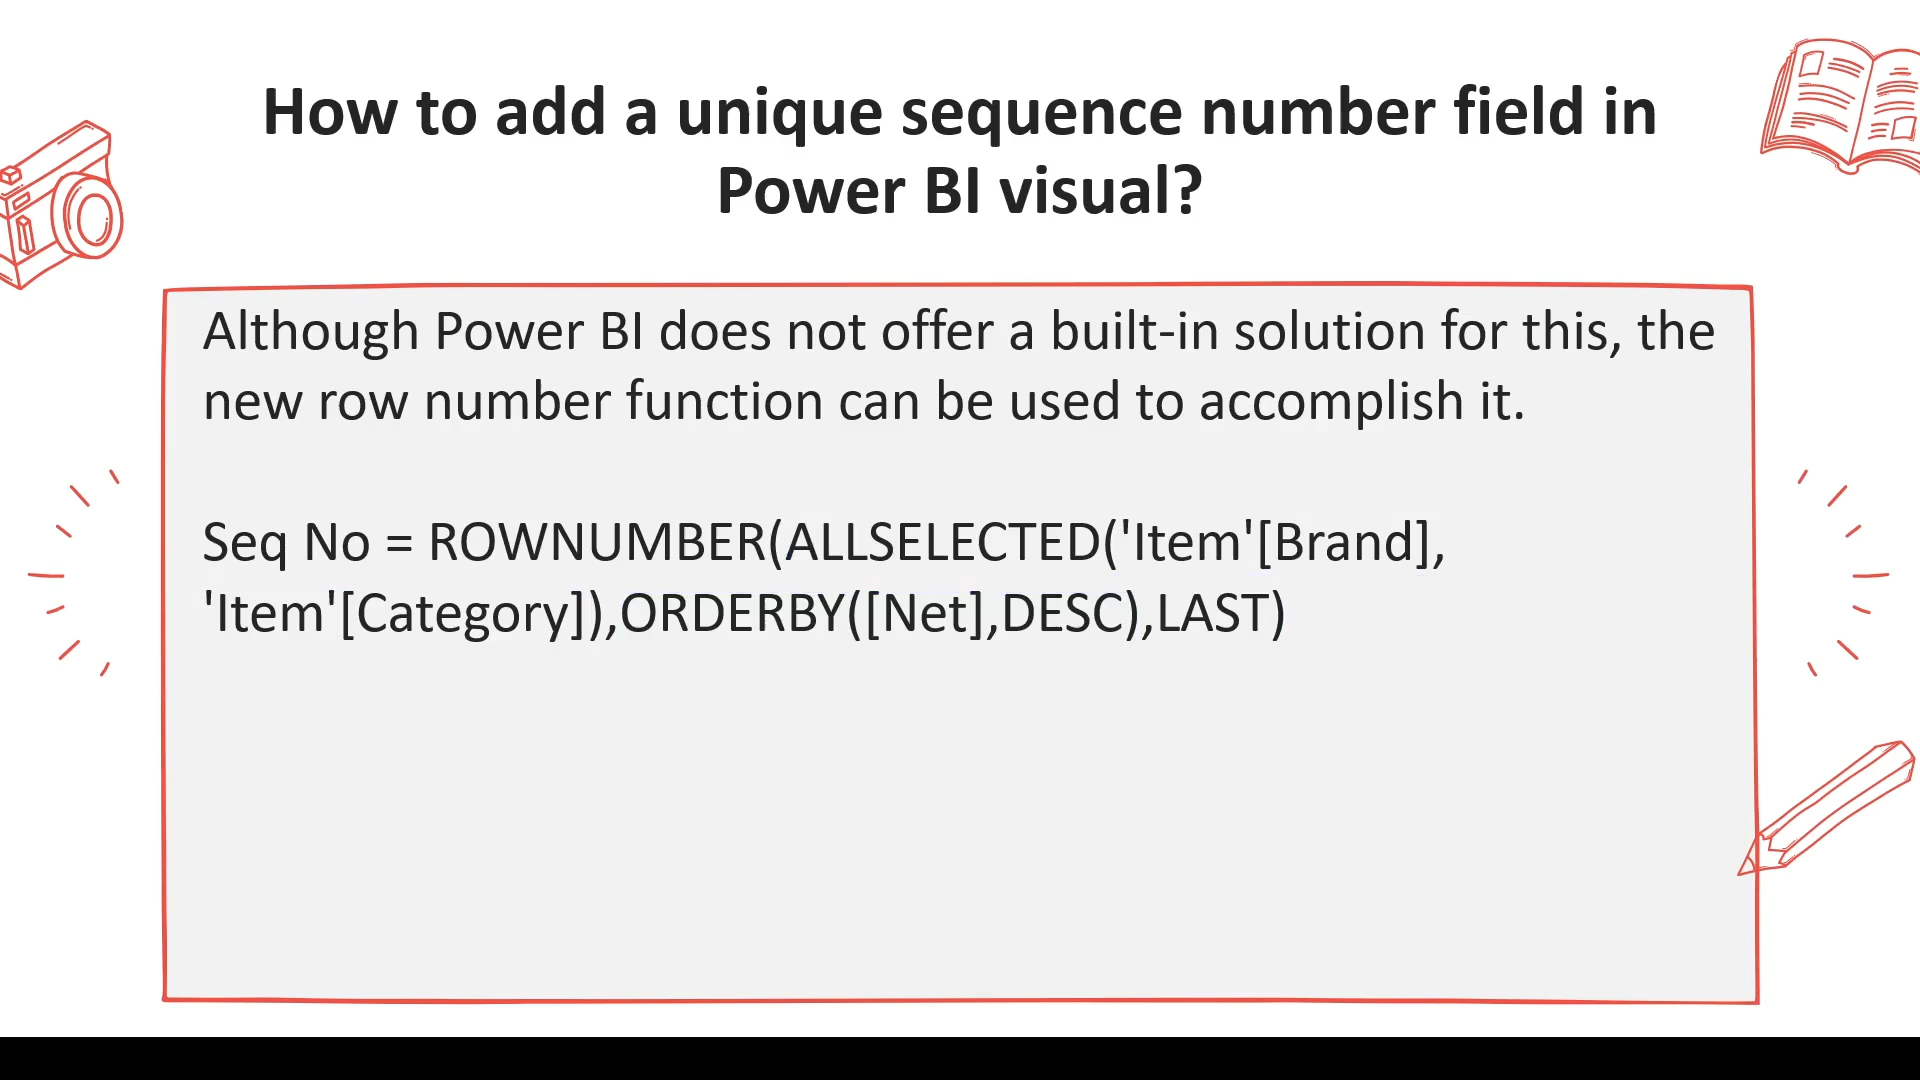 How to add a unique sequence number field in
Power BI visual?
Although Power BI does not offer a built-in solution for this, the
new row number function can be used to accomplish it.
Seq No = ROWNUMBER(ALLSELECTED('Item'[Brand],
'Item'[Category]),ORDERBY([Net],DESC),LAST)